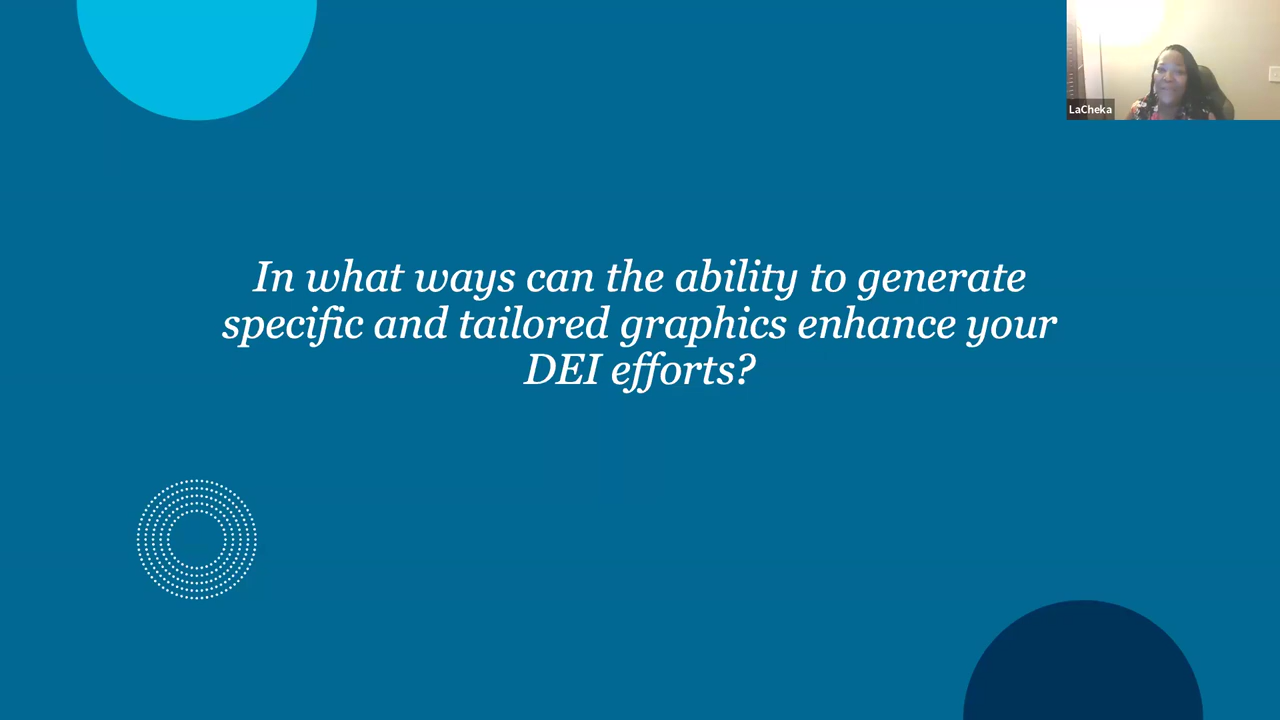 LaCheka
In what ways can the ability to generate
specific and tailored graphics enhance your
DEI efforts?